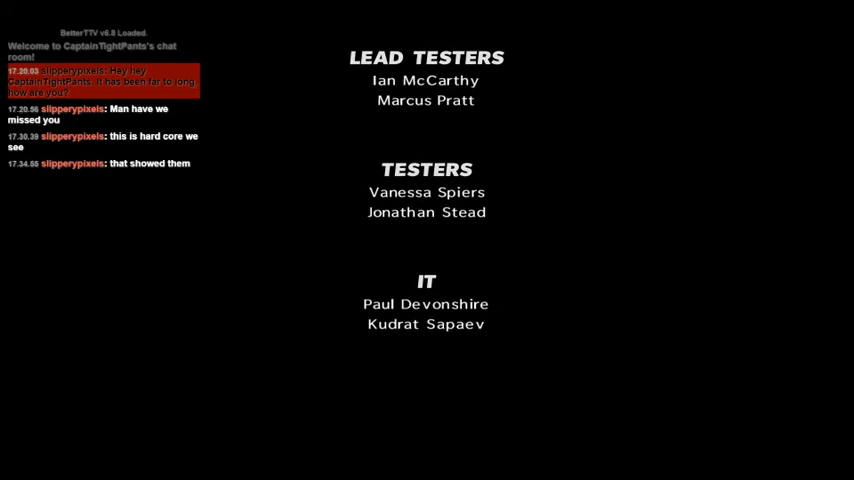 BetterTTV v6.8 Loaded.
Welcome to CaptainTightPants's chat
room!
17.20.03 slipperypixels: Hey hey
CaptainTightPants. It has been far to long,
how are you?
17.20.56 slipperypixels: Man have we
missed you
17.30.39 slipperypixels: this is hard core we
see
17.34.55 slipperypixels: that showed them
LEAD TESTERS
Ian McCarthy
Marcus Pratt
TESTERS
Vanessa Spiers
Jonathan Stead
IT
Paul Devonshire
Kudrat Sapaev